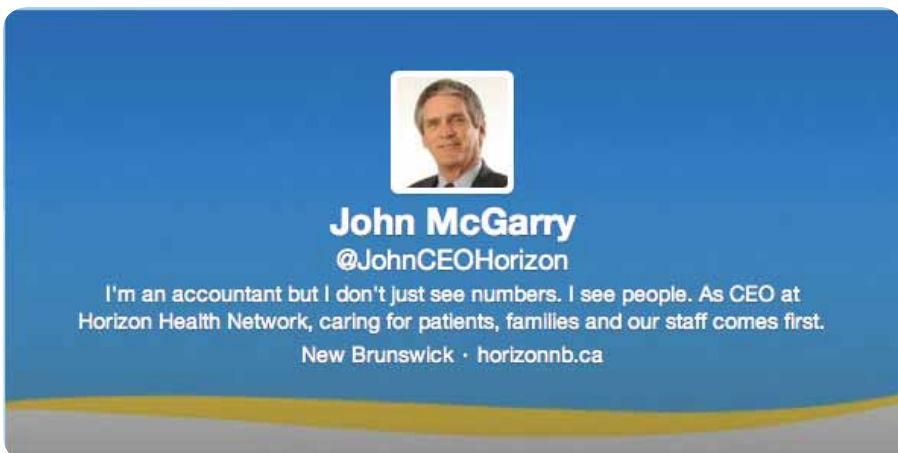 John McGarry
@JohnCEOHorizon
I'm an accountant but I don't just see numbers. I see people. As CEO at
Horizon Health Network, caring for patients, families and our staff comes first.
New Brunswick · horizonnb.ca